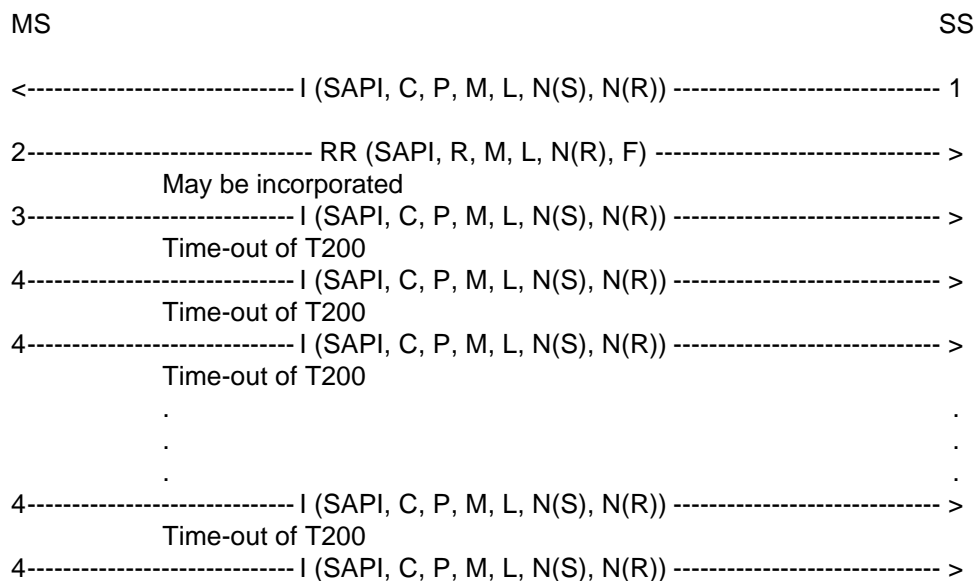 MS SS
<------------------------------ I (SAPI, C, P, M, L, N(S), N(R)) ------------------------------ 1
2-------------------------------- RR (SAPI, R, M, L, N(R), F) -------------------------------- >
May be incorporated
3------------------------------ I (SAPI, C, P, M, L, N(S), N(R)) ------------------------------ >
Time-out of T200
4------------------------------ I (SAPI, C, P, M, L, N(S), N(R)) ------------------------------ >
Time-out of T200
4------------------------------ I (SAPI, C, P, M, L, N(S), N(R)) ------------------------------ >
Time-out of T200
. .
. .
. .
4------------------------------ I (SAPI, C, P, M, L, N(S), N(R)) ------------------------------ >
Time-out of T200
4------------------------------ I (SAPI, C, P, M, L, N(S), N(R)) ------------------------------ >